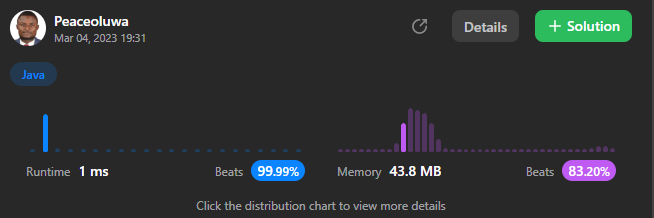 Peaceoluwa
Mar 04, 2023 19:31
Details
+ Solution
Java
Runtime 1 ms Beats 99.99%
Memory 43.8 MB Beats 83.20%
Click the distribution chart to view more details